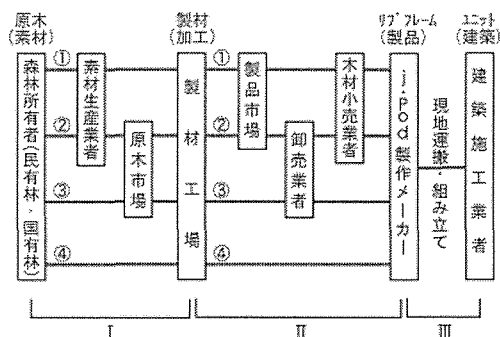 原木
(素材)
製材
(加工)
リブフレーム
(製品)
ユニット
(建築)
森林所有者(民有林・国有林)
①
②
③
④
素材生産業者
原木市場
製材工場
①
②
③
④
製品市場
卸売業者
木材小売業者
j・Pod製作メーカー
現地運搬・組み立て
建築施工業者
I
II
III